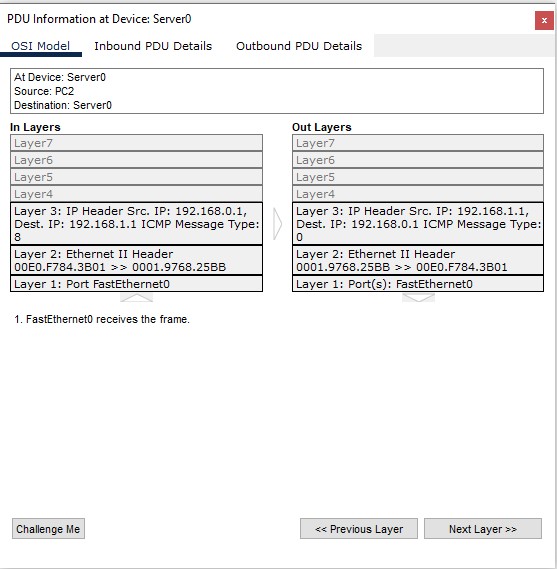 PDU Information at Device: Server0
x
OSI Model Inbound PDU Details Outbound PDU Details
At Device: Server0
Source: PC2
Destination: Server0
In Layers
Layer7
Layer6
Layer5
Layer4
Layer 3: IP Header Src. IP: 192.168.0.1,
Dest. IP: 192.168.1.1 ICMP Message Type:
8
Layer 2: Ethernet II Header
00E0.F784.3B01 >> 0001.9768.25BB
Layer 1: Port FastEthernet0
Out Layers
Layer7
Layer6
Layer5
Layer4
Layer 3: IP Header Src. IP: 192.168.1.1,
Dest. IP: 192.168.0.1 ICMP Message Type:
0
Layer 2: Ethernet II Header
0001.9768.25BB >> 00E0.F784.3B01
Layer 1: Port(s): FastEthernet0
1. FastEthernet0 receives the frame.
Challenge Me
<< Previous Layer
Next Layer >>